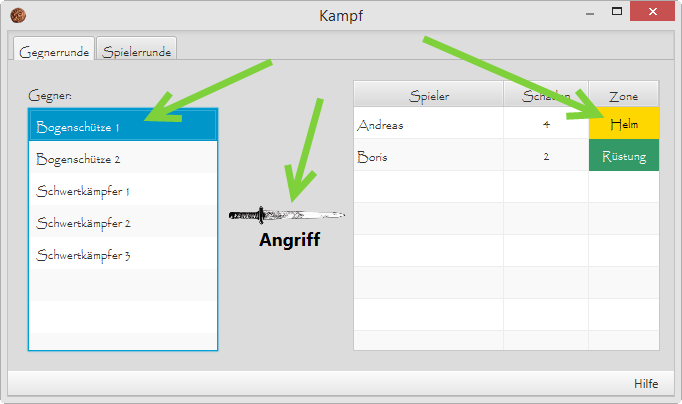 Kampf
Gegnerrunde Spielerrunde
Gegner:
Bogenschütze 1
Bogenschütze 2
Schwertkämpfer 1
Schwertkämpfer 2
Schwertkämpfer 3
Angriff
Spieler Schaden Zone
Andreas 4 Helm
Boris 2 Rüstung
Hilfe